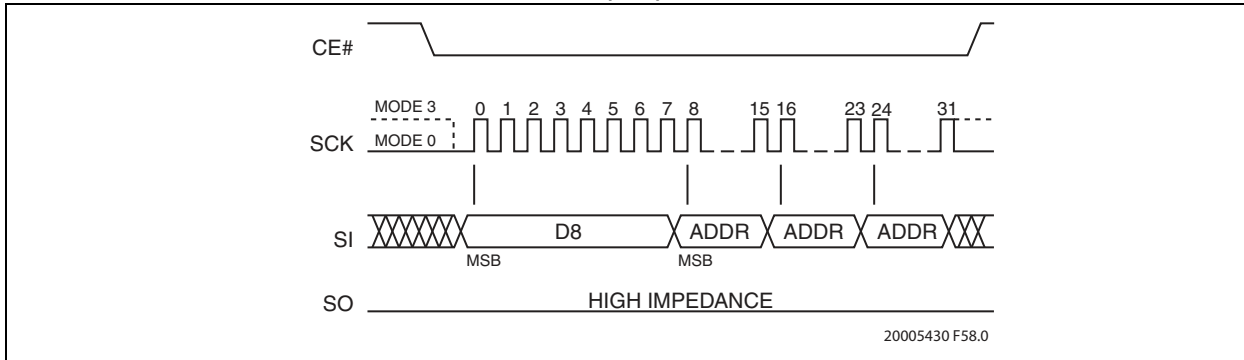 CE#
MODE 3
0 1 2 3 4 5 6 7 8 15 16 23 24 31
SCK
MODE 0
SI
D8
ADDR
ADDR
ADDR
MSB
MSB
SO
HIGH IMPEDANCE
20005430 F58.0